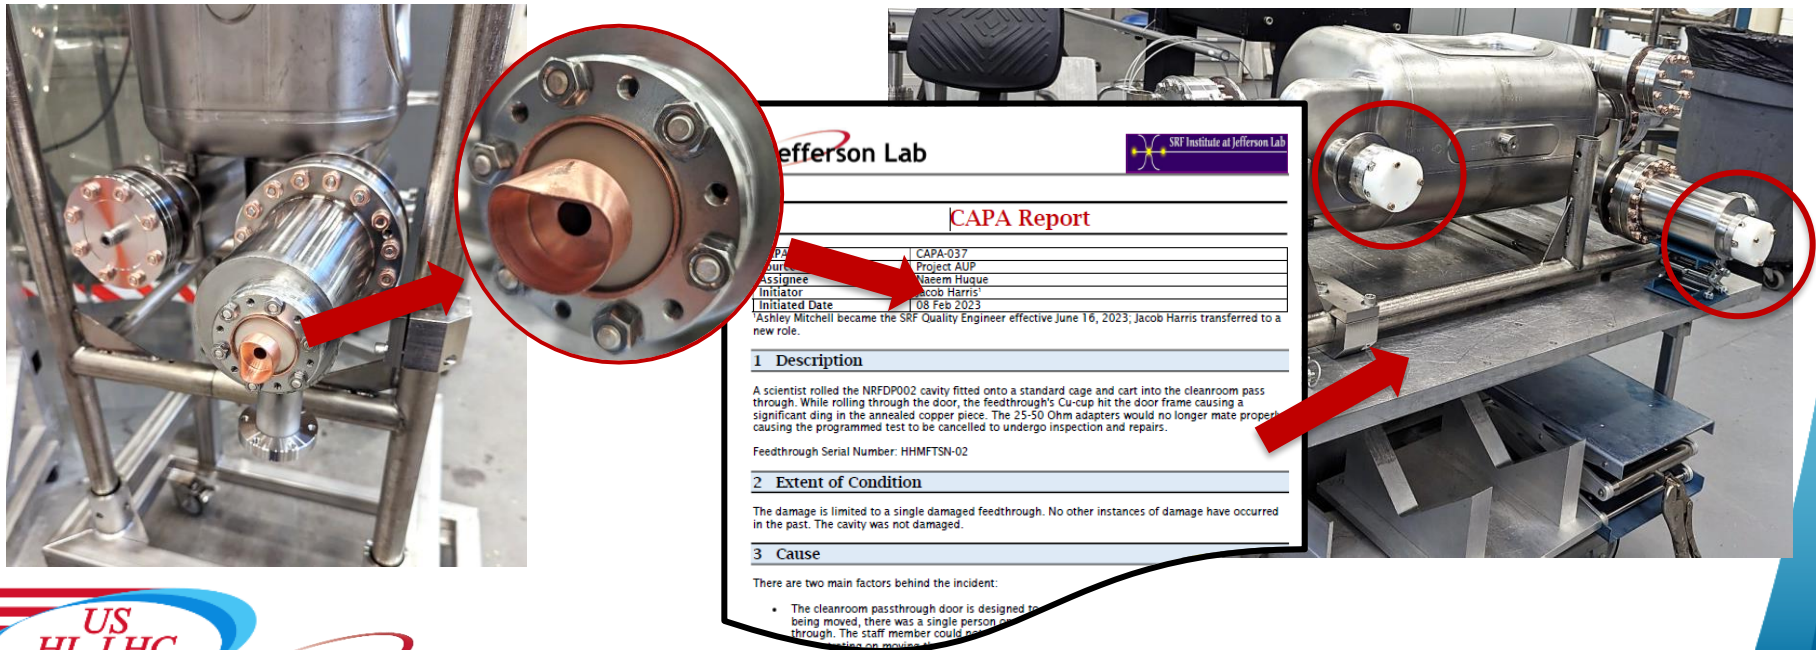 efferson Lab
SRF Institute at Jefferson Lab
CAPA Report
CAPA-037
Project AUP
Assignee Naeem Huque
Initiator Jacob Harris¹
Initiated Date 08 Feb 2023
¹Ashley Mitchell became the SRF Quality Engineer effective June 16, 2023; Jacob Harris transferred to a
new role.
1 Description
A scientist rolled the NRFDP002 cavity fitted onto a standard cage and cart into the cleanroom pass
through. While rolling through the door, the feedthrough's Cu-cup hit the door frame causing a
significant ding in the annealed copper piece. The 25-50 Ohm adapters would no longer mate
causing the programmed test to be cancelled to undergo inspection and repairs.
Feedthrough Serial Number: HHMFTSN-02
2 Extent of Condition
The damage is limited to a single damaged feedthrough. No other instances of damage have occurred
in the past. The cavity was not damaged.
3 Cause
There are two main factors behind the incident:
• The cleanroom passthrough door is designed to
being moved, there was a single person
through. The staff member could
on moving
US
HL-LHC